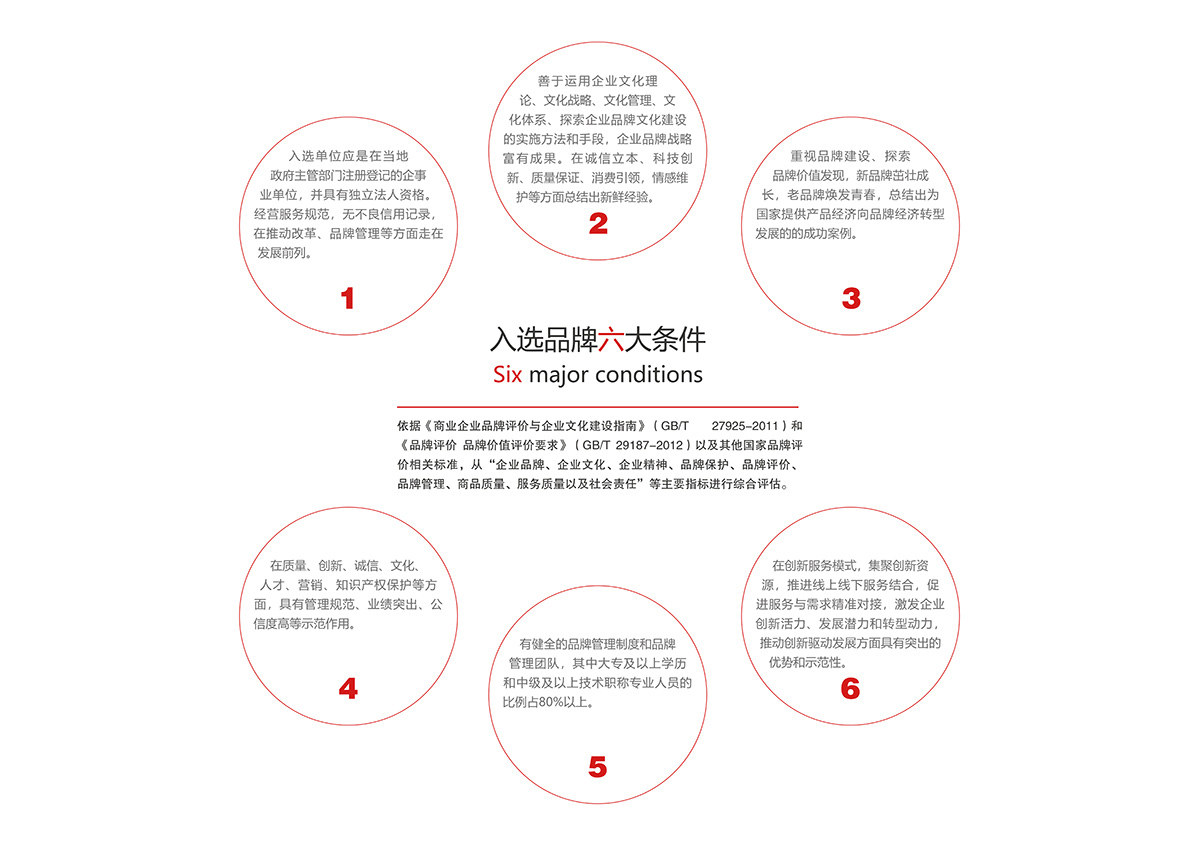 入选单位应是在当地
政府主管部门注册登记的企事
业单位，并具有独立法人资格。
经营服务规范，无不良信用记录，
在推动改革、品牌管理等方面走在
发展前列。
1
善于运用企业文化理
论、文化战略、文化管理、文
化体系、探索企业品牌文化建设
的实施方法和手段，企业品牌战略
富有成果。在诚信立本、科技创
新、质量保证、消费引领，情感维
护等方面总结出新鲜经验。
2
重视品牌建设、探索
品牌价值发现，新品牌茁壮成
长，老品牌焕发青春，总结出为
国家提供产品经济向品牌经济转型
发展的的成功案例。
3
入选品牌六大条件
Six major conditions
依据《商业企业品牌评价与企业文化建设指南》（GB/T 27925-2011）和
《品牌评价 品牌价值评价要求》（GB/T 29187-2012）以及其他国家品牌评
价相关标准，从“企业品牌、企业文化、企业精神、品牌保护、品牌评价、
品牌管理、商品质量、服务质量以及社会责任”等主要指标进行综合评估。
在质量、创新、诚信、文化、
人才、营销、知识产权保护等方
面，具有管理规范、业绩突出、公
信度高等示范作用。
4
有健全的品牌管理制度和品牌
管理团队，其中大专及以上学历
和中级及以上技术职称专业人员的
比例占80%以上。
5
在创新服务模式，集聚创新资
源，推进线上线下服务结合，促
进服务与需求精准对接，激发企业
创新活力、发展潜力和转型动力，
推动创新驱动发展方面具有突出的
优势和示范性。
6